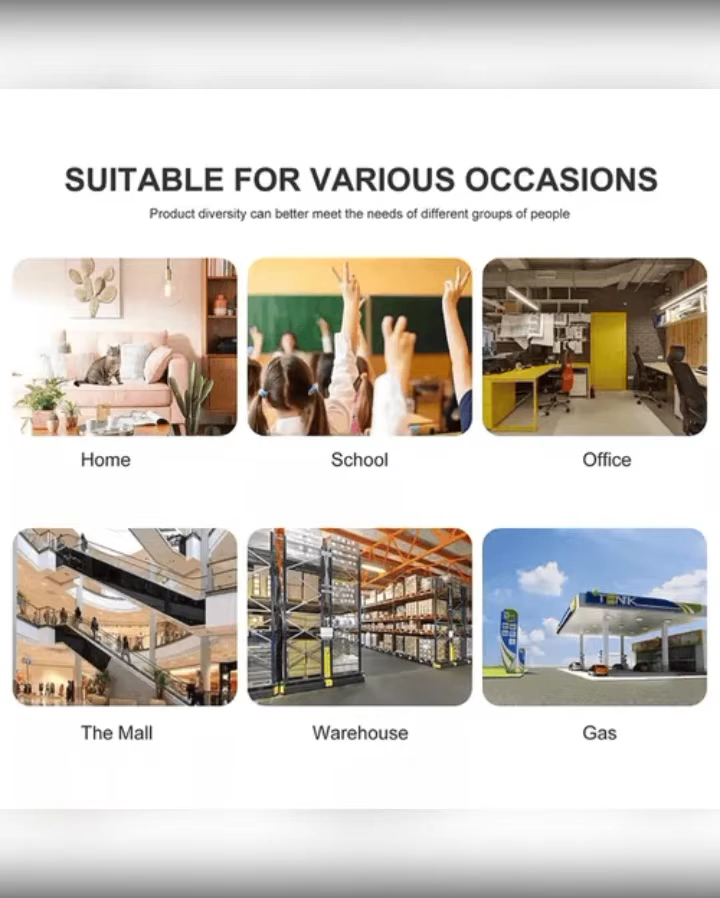 SUITABLE FOR VARIOUS OCCASIONS
Product diversity can better meet the needs of different groups of people
Home
School
Office
The Mall
Warehouse
Gas